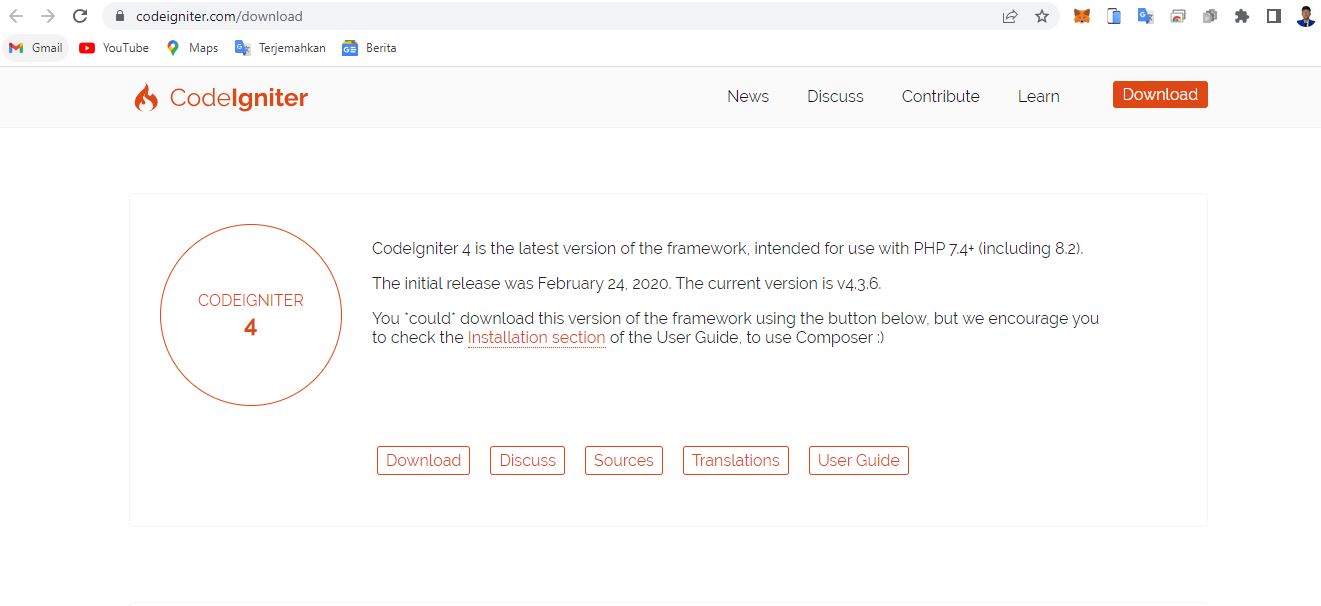 codeigniter.com/download
Gmail YouTube Maps Terjemahkan Berita
CodeIgniter News Discuss Contribute Learn Download
CODEIGNITER
4
CodeIgniter 4 is the latest version of the framework, intended for use with PHP 7.4+ (including 8.2).
The initial release was February 24, 2020. The current version is v4.3.6.
You *could* download this version of the framework using the button below, but we encourage you
to check the Installation section of the User Guide, to use Composer :)
Download Discuss Sources Translations User Guide